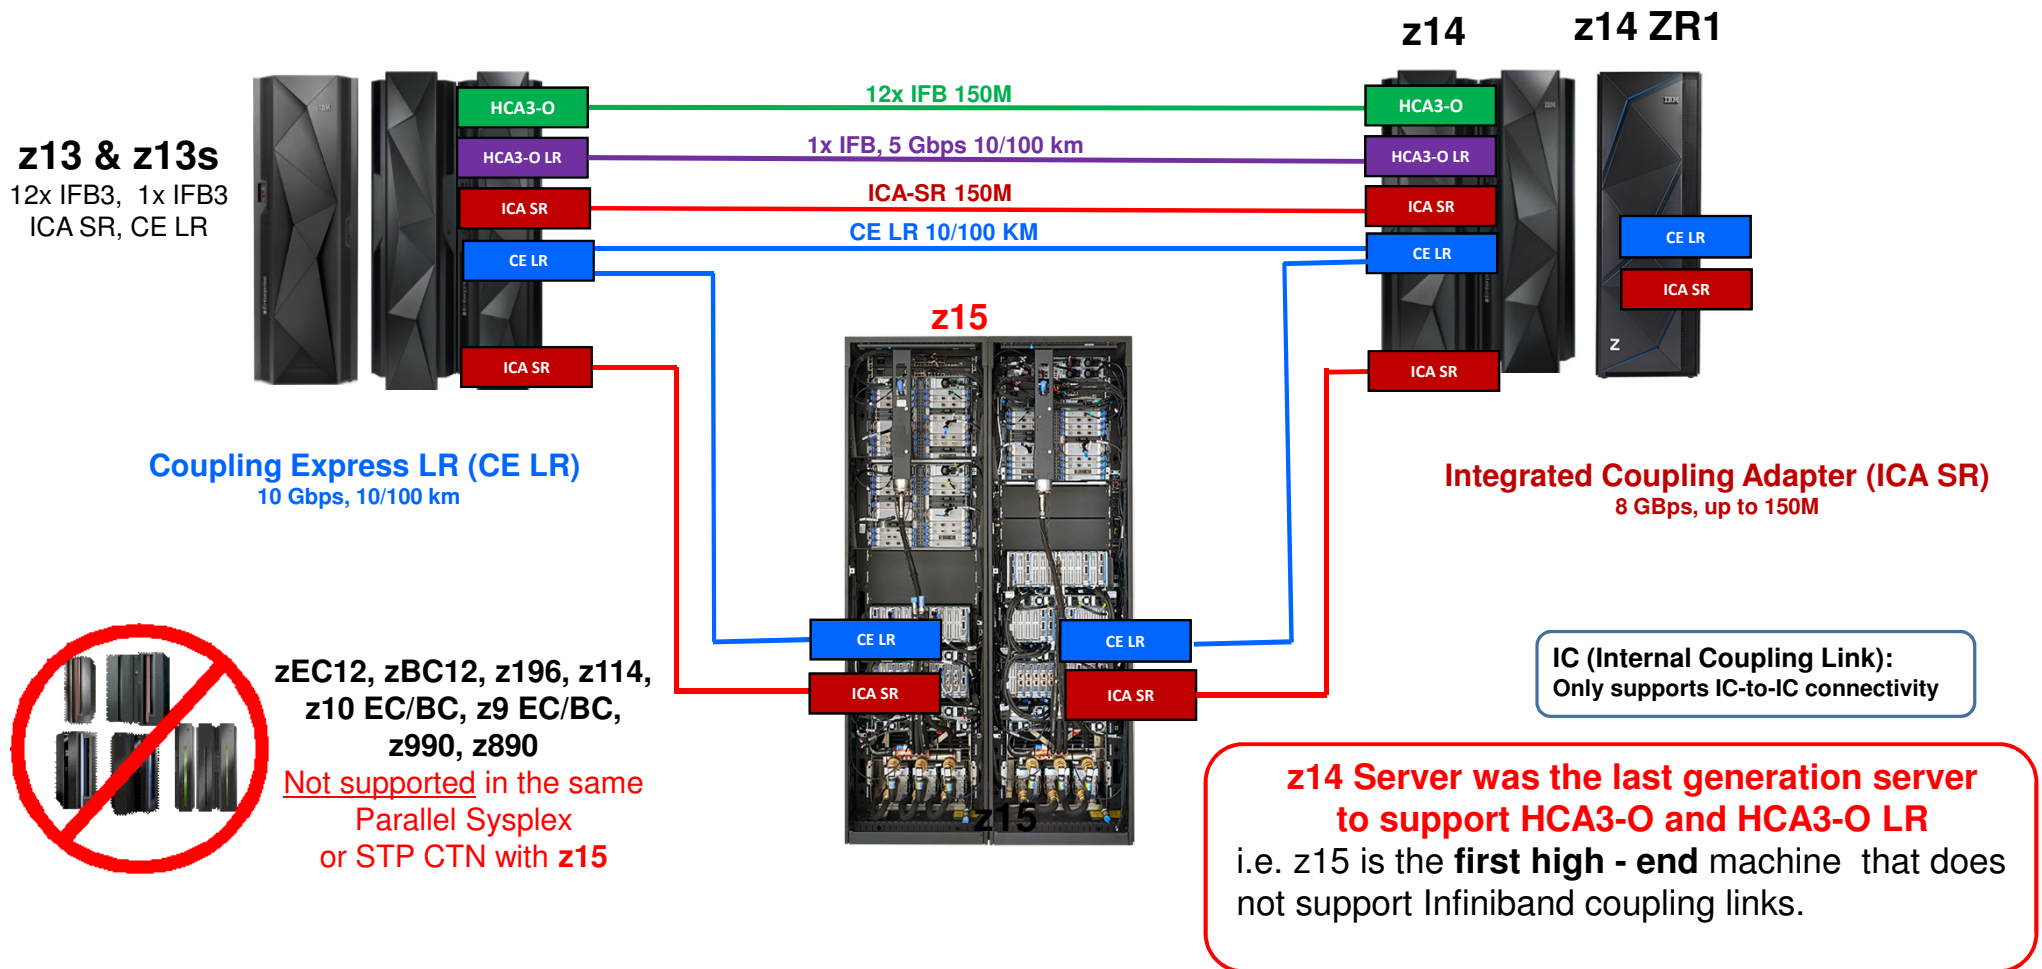 z14
z14 ZR1
z13 & z13s
12x IFB3, 1x IFB3
ICA SR, CE LR
HCA3-O
12x IFB 150M
HCA3-O
HCA3-O LR
1x IFB, 5 Gbps 10/100 km
HCA3-O LR
ICA SR
ICA-SR 150M
ICA SR
CE LR
CE LR 10/100 KM
CE LR
CE LR
ICA SR
ICA SR
ICA SR
IBM
IBM
IBM
Z
z15
Coupling Express LR (CE LR)
10 Gbps, 10/100 km
Integrated Coupling Adapter (ICA SR)
8 GBps, up to 150M
CE LR
CE LR
ICA SR
ICA SR
z15
zEC12, zBC12, z196, z114,
z10 EC/BC, z9 EC/BC,
z990, z890
Not supported in the same
Parallel Sysplex
or STP CTN with z15
IC (Internal Coupling Link):
Only supports IC-to-IC connectivity
z14 Server was the last generation server
to support HCA3-O and HCA3-O LR
i.e. z15 is the first high - end machine that does
not support Infiniband coupling links.